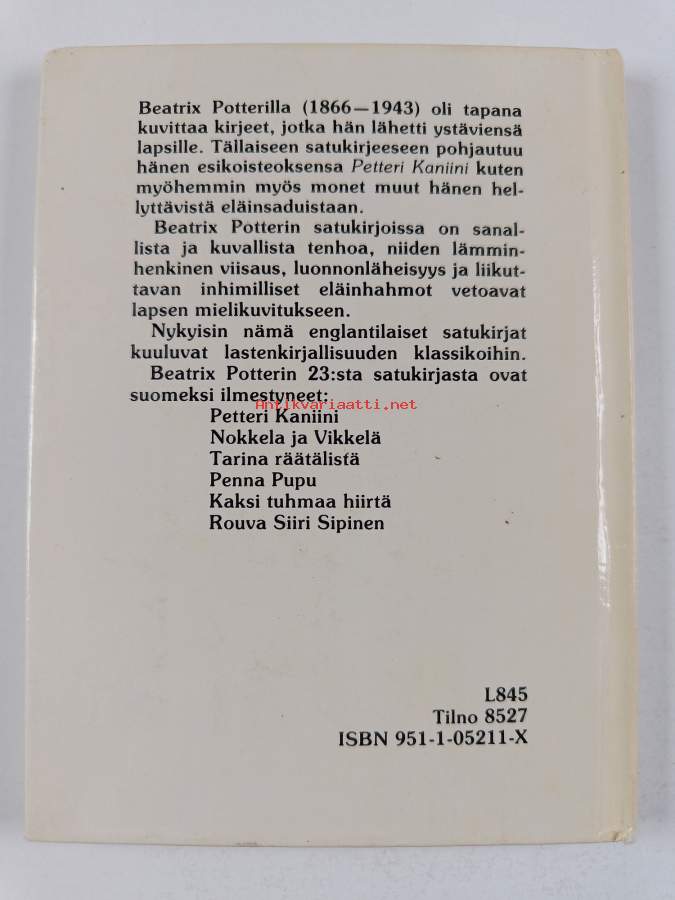 Beatrix Potterilla (1866—1943) oli tapana
kuvittaa kirjeet, jotka hän lähetti ystäviensä
lapsille. Tällaiseen satukirjeeseen pohjautuu
hänen esikoisteoksensa Petteri Kaniini kuten
myöhemmin myös monet muut hänen hel-
lyttävistä eläinsaduistaan.
Beatrix Potterin satukirjoissa on sanal-
lista ja kuvallista tenhoa, niiden lämmin-
henkinen viisaus, luonnonläheisyys ja liikut-
tavan inhimilliset eläinhahmot vetoavat
lapsen mielikuvitukseen.
Nykyisin nämä englantilaiset satukirjat
kuuluvat lastenkirjallisuuden klassikoihin.
Beatrix Potterin 23:sta satukirjasta ovat
suomeksi ilmestyneet:
Antikvariaatti.net
Petteri Kaniini
Nokkela ja Vikkelä
Tarina räätälistä
Penna Pupu
Kaksi tuhmaa hiirtä
Rouva Siiri Sipinen
L845
Tilno 8527
ISBN 951-1-05211-X